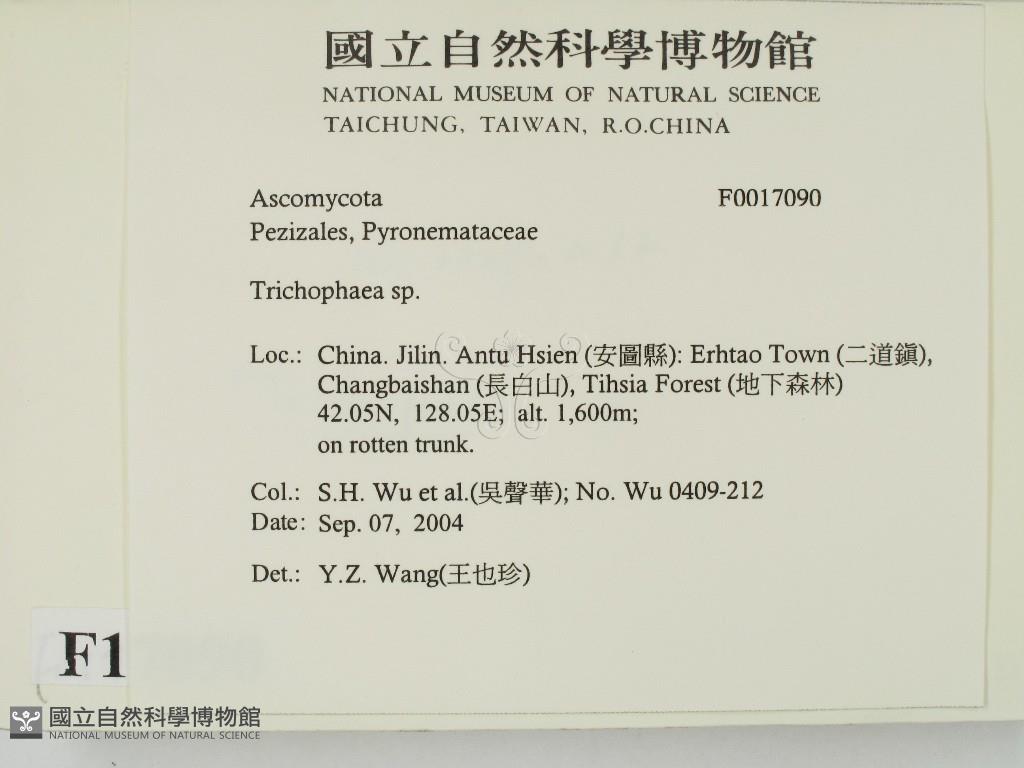 國立自然科學博物館
NATIONAL MUSEUM OF NATURAL SCIENCE
TAICHUNG, TAIWAN, R.O.CHINA
Ascomycota F0017090
Pezizales, Pyronemataceae
Trichophaea sp.
Loc.: China. Jilin. Antu Hsien (安圖縣): Erhtao Town (二道鎮),
Changbaishan (長白山), Tihsia Forest (地下森林)
42.05N, 128.05E; alt. 1,600m;
on rotten trunk.
Col.: S.H. Wu et al.(吳聲華); No. Wu 0409-212
Date: Sep. 07, 2004
Det.: Y.Z. Wang(王也珍)
F1
國立自然科學博物館
NATIONAL MUSEUM OF NATURAL SCIENCE